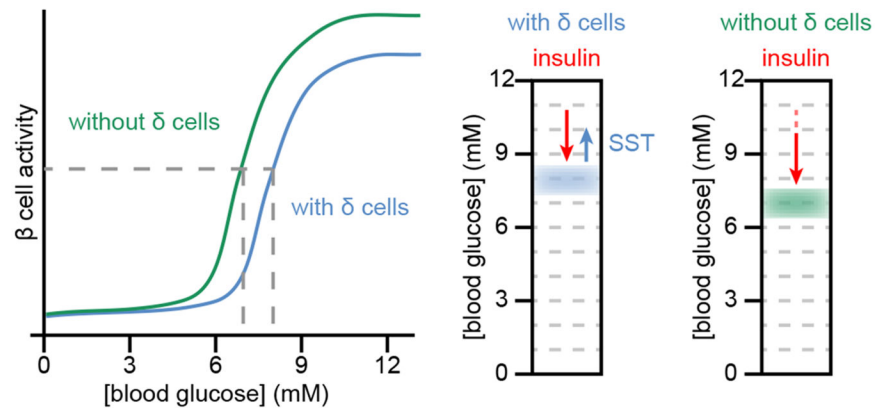 β cell activity
without δ cells
with δ cells
0
3
6
9
12
[blood glucose] (mM)
with δ cells
insulin
[blood glucose] (mM)
12
9
6
3
0
SST
without δ cells
insulin
[blood glucose] (mM)
12
9
6
3
0